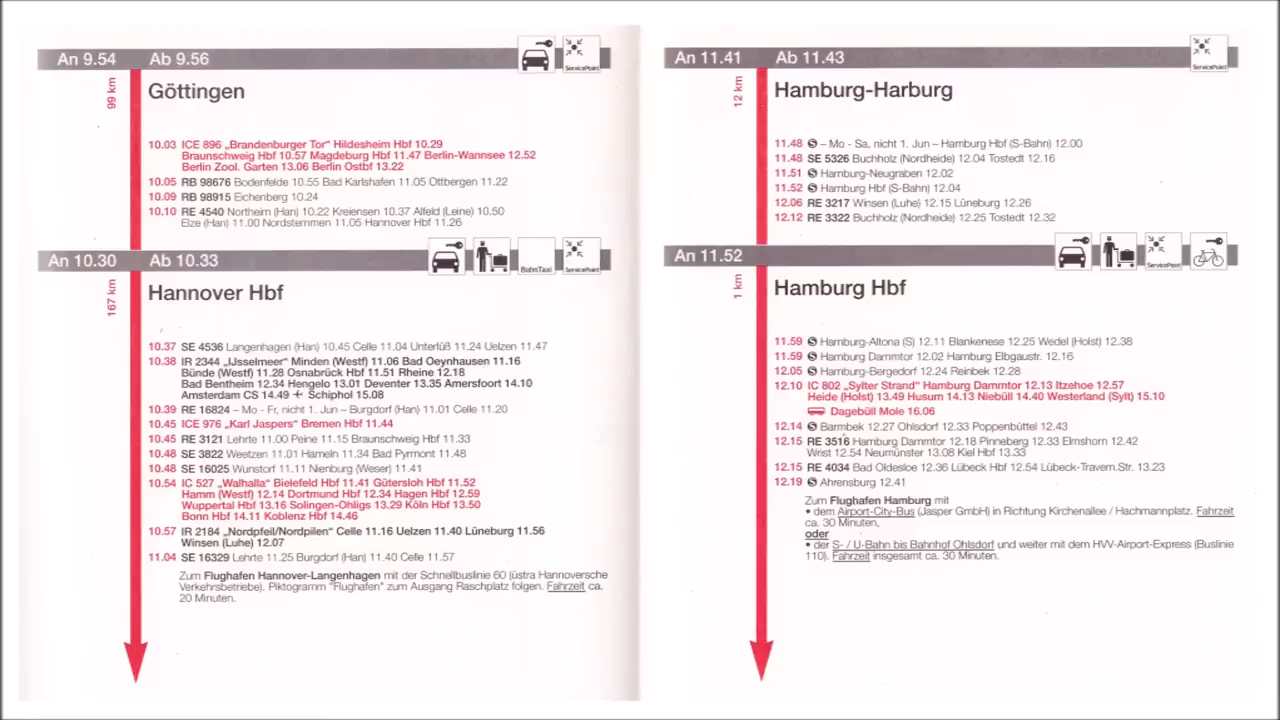 An 9.54 Ab 9.56
ServicePoint
99 km
Göttingen
10.03 ICE 896 „Brandenburger Tor“ Hildesheim Hbf 10.29
Braunschweig Hbf 10.57 Magdeburg Hbf 11.47 Berlin-Wannsee 12.52
Berlin Zool. Garten 13.06 Berlin Ostbf 13.22
10.05 RB 98676 Bodenfelde 10.55 Bad Karlshafen 11.05 Ottbergen 11.22
10.09 RB 98915 Eichenberg 10.24
10.10 RE 4540 Northeim (Han) 10.22 Kreiensen 10.37 Alfeld (Leine) 10.50
Elze (Han) 11.00 Nordstemmen 11.05 Hannover Hbf 11.26
An 10.30 Ab 10.33
BahnTaxi ServicePoint
167 km
Hannover Hbf
10.37 SE 4536 Langenhagen (Han) 10.45 Celle 11.04 Unterlüß 11.24 Uelzen 11.47
10.38 IR 2344 „IJsselmeer“ Minden (Westf) 11.06 Bad Oeynhausen 11.16
Bünde (Westf) 11.28 Osnabrück Hbf 11.51 Rheine 12.18
Bad Bentheim 12.34 Hengelo 13.01 Deventer 13.35 Amersfoort 14.10
Amsterdam CS 14.49 Schiphol 15.08
10.39 RE 16824 – Mo - Fr, nicht 1. Jun – Burgdorf (Han) 11.01 Celle 11.20
10.45 ICE 976 „Karl Jaspers“ Bremen Hbf 11.44
10.45 RE 3121 Lehrte 11.00 Peine 11.15 Braunschweig Hbf 11.33
10.48 SE 3822 Weetzen 11.01 Hameln 11.34 Bad Pyrmont 11.48
10.48 SE 16025 Wunstorf 11.11 Nienburg (Weser) 11.41
10.54 IC 527 „Walhalla“ Bielefeld Hbf 11.41 Gütersloh Hbf 11.52
Hamm (Westf) 12.14 Dortmund Hbf 12.34 Hagen Hbf 12.59
Wuppertal Hbf 13.16 Solingen-Ohligs 13.29 Köln Hbf 13.50
Bonn Hbf 14.11 Koblenz Hbf 14.46
10.57 IR 2184 „Nordpfeil/Nordpilen“ Celle 11.16 Uelzen 11.40 Lüneburg 11.56
Winsen (Luhe) 12.07
11.04 SE 16329 Lehrte 11.25 Burgdorf (Han) 11.40 Celle 11.57
Zum Flughafen Hannover-Langenhagen mit der Schnellbuslinie 60 (üstra Hannoversche
Verkehrsbetriebe). Piktogramm "Flughafen" zum Ausgang Raschplatz folgen. Fahrzeit ca.
20 Minuten.
An 11.41 Ab 11.43
ServicePoint
12 km
Hamburg-Harburg
11.48 S – Mo - Sa, nicht 1. Jun – Hamburg Hbf (S-Bahn) 12.00
11.48 SE 5326 Buchholz (Nordheide) 12.04 Tostedt 12.16
11.51 S Hamburg-Neugraben 12.02
11.52 S Hamburg Hbf (S-Bahn) 12.04
12.06 RE 3217 Winsen (Luhe) 12.15 Lüneburg 12.26
12.12 RE 3322 Buchholz (Nordheide) 12.25 Tostedt 12.32
An 11.52
ServicePoint
1 km
Hamburg Hbf
11.59 S Hamburg-Altona (S) 12.11 Blankenese 12.25 Wedel (Holst) 12.38
11.59 S Hamburg Dammtor 12.02 Hamburg Elbgaustr. 12.16
12.05 S Hamburg-Bergedorf 12.24 Reinbek 12.28
12.10 IC 802 „Sylter Strand“ Hamburg Dammtor 12.13 Itzehoe 12.57
Heide (Holst) 13.49 Husum 14.13 Niebüll 14.40 Westerland (Sylt) 15.10
Dagebüll Mole 16.06
12.14 S Barmbek 12.27 Ohlsdorf 12.33 Poppenbüttel 12.43
12.15 RE 3516 Hamburg Dammtor 12.18 Pinneberg 12.33 Elmshorn 12.42
Wrist 12.54 Neumünster 13.08 Kiel Hbf 13.33
12.15 RE 4034 Bad Oldesloe 12.36 Lübeck Hbf 12.54 Lübeck-Travem.Str. 13.23
12.19 S Ahrensburg 12.41
Zum Flughafen Hamburg mit
• dem Airport-City-Bus (Jasper GmbH) in Richtung Kirchenallee / Hachmannplatz. Fahrzeit
ca. 30 Minuten,
oder
• der S- / U-Bahn bis Bahnhof Ohlsdorf und weiter mit dem HVV-Airport-Express (Buslinie
110). Fahrzeit insgesamt ca. 30 Minuten.